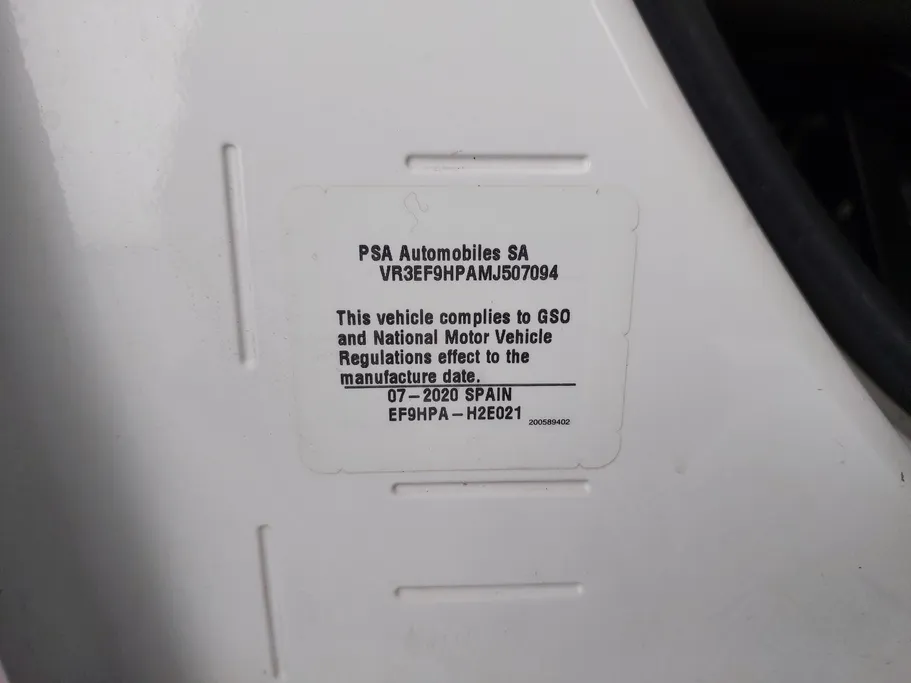 PSA Automobiles SA
VR3EF9HPAMJ507094
This vehicle complies to GSO
and National Motor Vehicle
Regulations effect to the
manufacture date.
07-2020 SPAIN
EF9HPA-H2E021
200589402